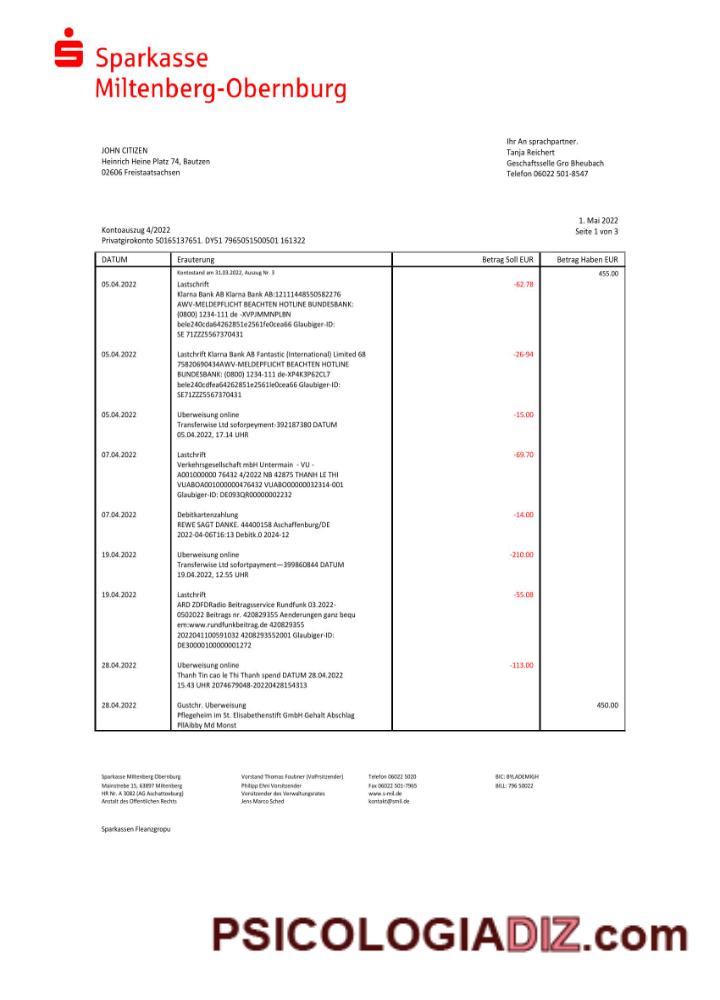 Sparkasse
Miltenberg-Obernburg
JOHN CITIZEN
Heinrich Heine Platz 74, Bautzen
02606 Freistaatsachsen
Ihr An sprachpartner.
Tanja Reichert
Geschaftsselle Gro Bheubach
Telefon 06022 501-8547
1. Mai 2022
Seite 1 von 3
Kontoauszug 4/2022
Privatgirokonto 50165137651. DY51 7965051500501 161322
DATUM Erauterung Betrag Soll EUR Betrag Haben EUR
Kontostand am 31.03.2022, Auszug Nr. 3 455.00
05.04.2022 Lastschrift -62.78
Klarna Bank AB Klarna Bank AB:12111448550582276
AWV-MELDEPFLICHT BEACHTEN HOTLINE BUNDESBANK:
(0800) 1234-111 de -XVPJMMNPLBN
bele240cda64262851e2561fe0cea66 Glaubiger-ID:
SE 71ZZZ5567370431
05.04.2022 Lastchrift Klarna Bank AB Fantastic (International) Limited 68 -26-94
75820690434AWV-MELDEPFLICHT BEACHTEN HOTLINE
BUNDESBANK: (0800) 1234-111 de-XP4K3P62CL7
bele240cdfea64262851e2561le0cea66 Glaubiger-ID:
SE71ZZZ5567370431
05.04.2022 Uberweisung online -15.00
Transferwise Ltd soforpeyment-392187380 DATUM
05.04.2022, 17.14 UHR
07.04.2022 Lastschrift -69.70
Verkehrsgesellschaft mbH Untermain - VU -
A001000000 76432 4/2022 NB 42875 THANH LE THI
VUABOA001000000476432 VUABO00000032314-001
Glaubiger-ID: DE093QR00000002232
07.04.2022 Debitkartenzahlung -14.00
REWE SAGT DANKE. 44400158 Aschaffenburg/DE
2022-04-06T16:13 Debitk.0 2024-12
19.04.2022 Uberweisung online -210.00
Transferwise Ltd sofortpayment—399860844 DATUM
19.04.2022, 12.55 UHR
19.04.2022 Lastschrift -55.08
ARD ZDFDRadio Beitragsservice Rundfunk 03.2022-
0502022 Beitrags nr. 420829355 Aenderungen ganz bequ
em:www.rundfunkbeitrag.de 420829355
2022041100591032 4208293552001 Glaubiger-ID:
DE30000100000001272
28.04.2022 Uberweisung online -113.00
Thanh Tin cao le Thi Thanh spend DATUM 28.04.2022
15.43 UHR 2074679048-20220428154313
28.04.2022 Gustchr. Uberweisung 450.00
Pflegeheim im St. Elisabethenstift GmbH Gehalt Abschlag
PllAibby Md Monst
Sparkasse Miltenberg Obernburg
Mainstrebe 15, 63897 Miltenberg
HR Nr. A 3082 (AG Aschattoxburg)
Anstalt des Offentlichen Rechts
Vorstand Thomas Foubner (VoPrsitzender)
Philipp Ehni Vorsitzender
Vorsitzender des Verwaltungsrates
Jens Marco Sched
Telefon 06022 5020
Fax 06022 501-7965
www.s-mil.de
kontakt@smil.de
BIC: BYLADEMIGH
BILL: 796 50022
Sparkassen Fleanzgropu
PSICOLOGIADIZ.com